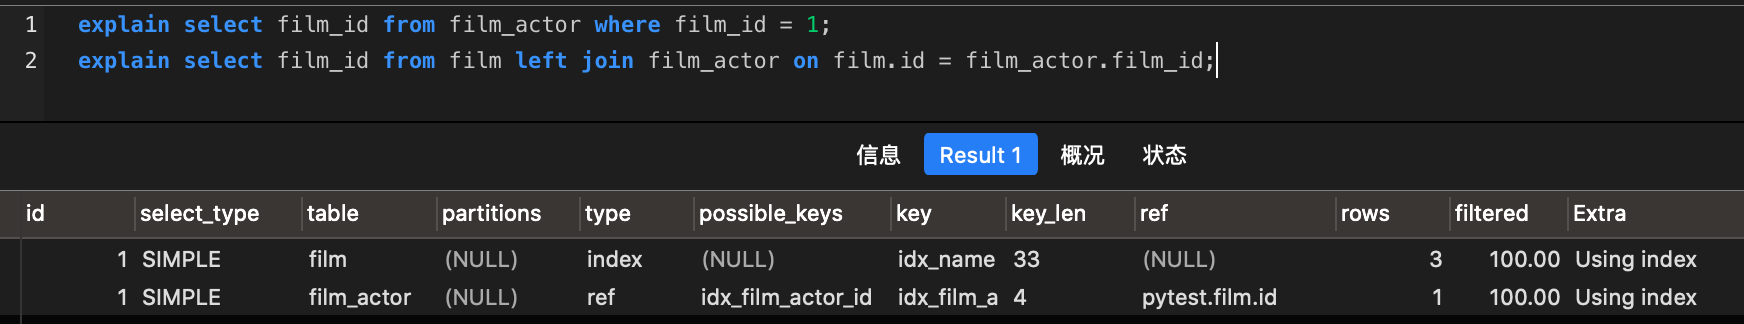 1 explain select film_id from film_actor where film_id = 1;
2 explain select film_id from film left join film_actor on film.id = film_actor.film_id;
信息 Result 1 概况 状态
id select_type table partitions type possible_keys key key_len ref rows filtered Extra
1 SIMPLE film (NULL) index (NULL) idx_name 33 (NULL) 3 100.00 Using index
1 SIMPLE film_actor (NULL) ref idx_film_actor_id idx_film_a 4 pytest.film.id 1 100.00 Using index